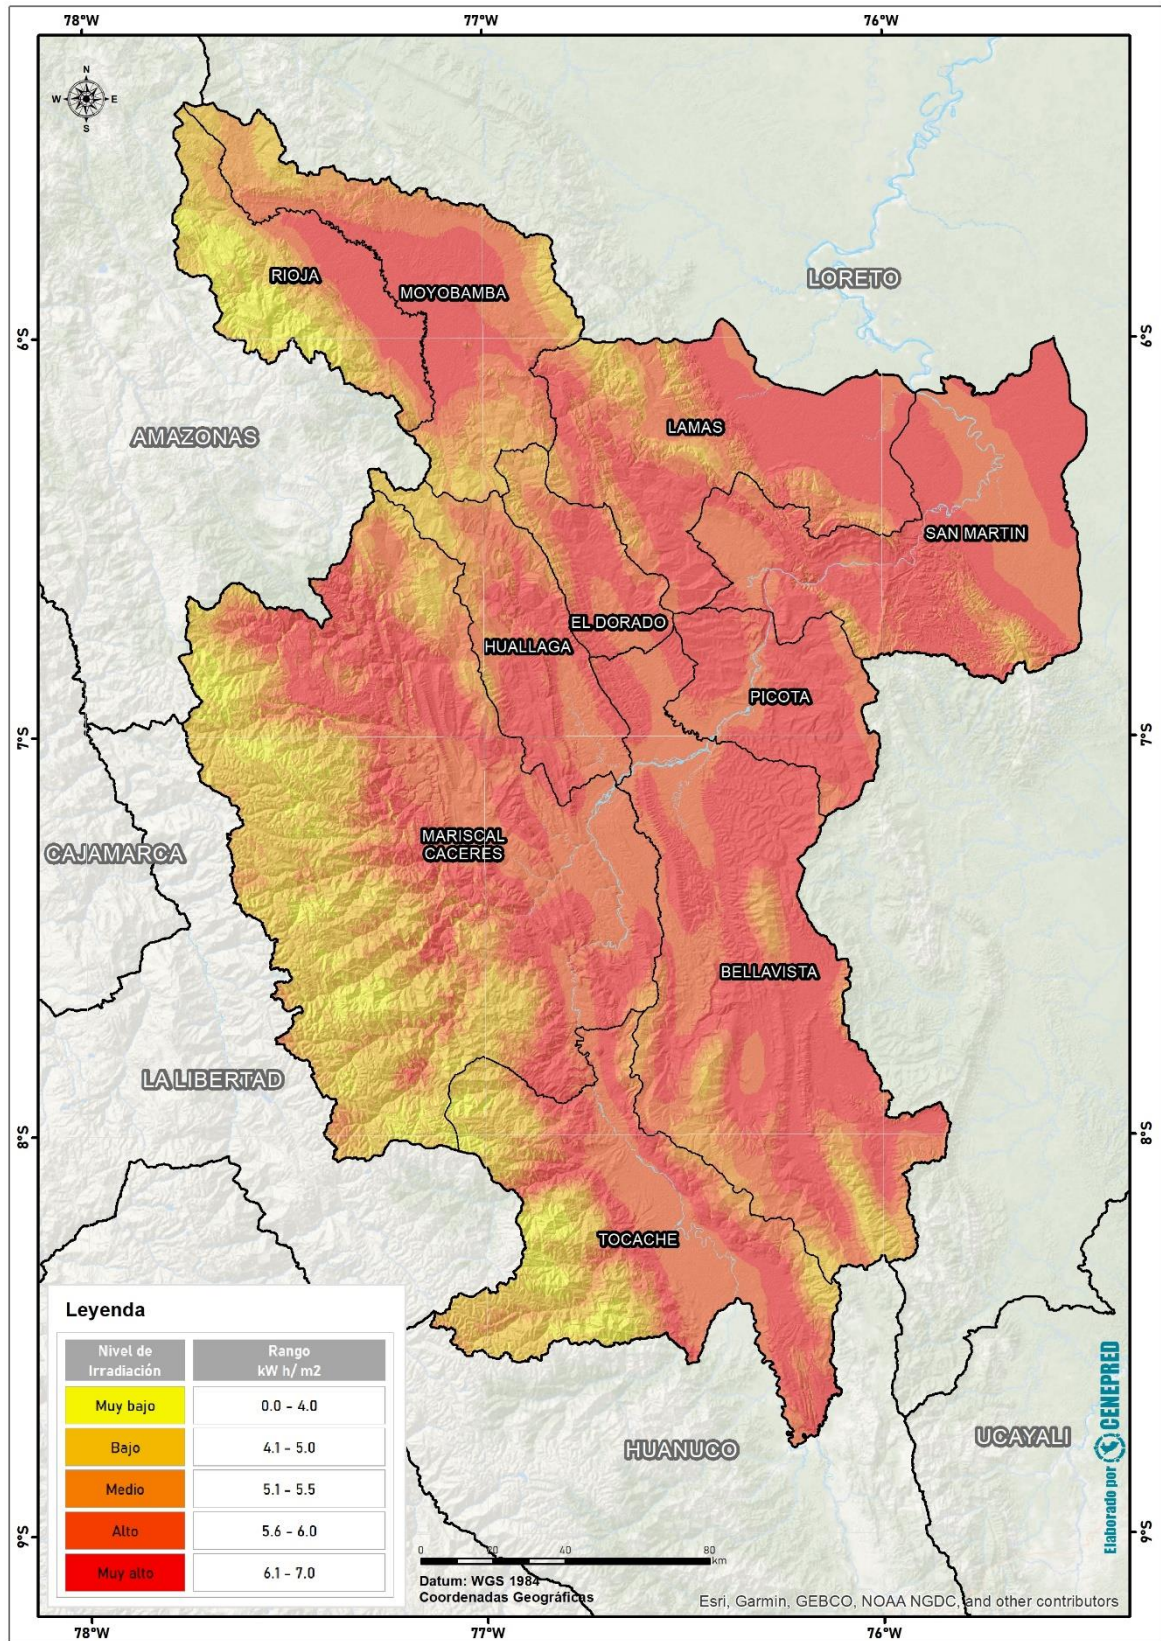 78°W 77°W 76°W
N
W E
S
LORETO
RIOJA
MOYOBAMBA
6°S 6°S
LAMAS
AMAZONAS
SAN MARTIN
EL DORADO
HUALLAGA
PICOTA
7°S 7°S
MARISCAL
CACERES
CAJAMARCA
BELLAVISTA
LA LIBERTAD
8°S 8°S
TOCACHE
Leyenda
Nivel de
Irradiación
Rango
kW h/ m2
Muy bajo 0.0 - 4.0
Bajo 4.1 - 5.0
Medio 5.1 - 5.5
Alto 5.6 - 6.0
Muy alto 6.1 - 7.0
HUANUCO
UCAYALI
Elaborado por CENEPRED
9°S 9°S
0 20 40 80
km
Datum: WGS 1984
Coordenadas Geográficas
Esri, Garmin, GEBCO, NOAA NGDC, and other contributors
78°W 77°W 76°W